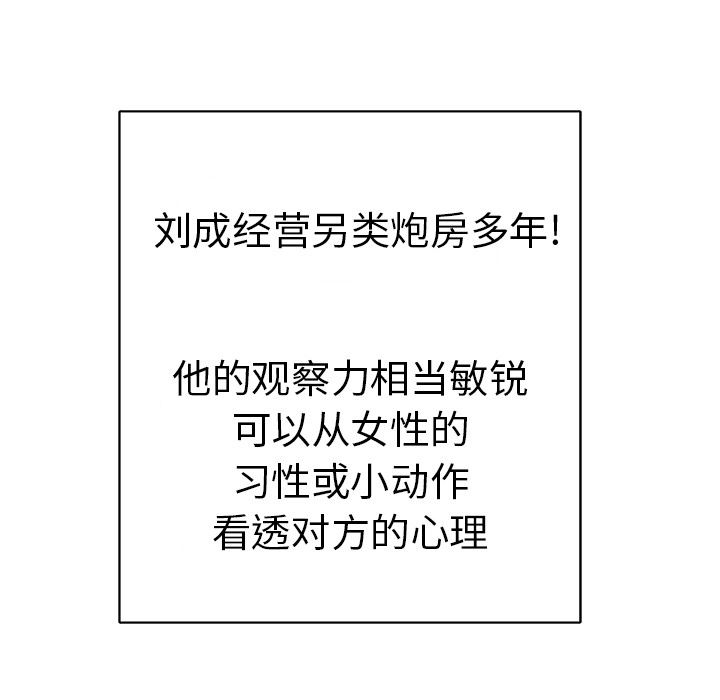 刘成经营另类炮房多年!
他的观察力相当敏锐
可以从女性的
习性或小动作
看透对方的心理